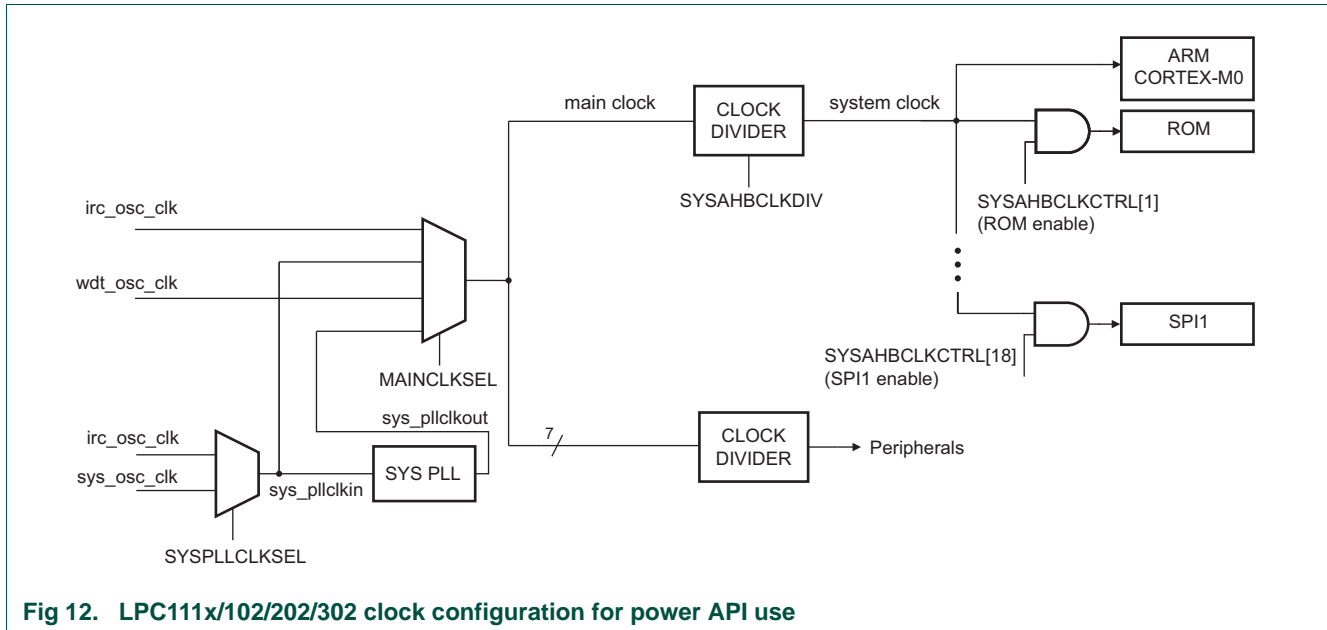 ARM
CORTEX-M0
main clock
CLOCK
DIVIDER
system clock
ROM
SYSAHBCLKDIV
SYSAHBCLKCTRL[1]
(ROM enable)
irc_osc_clk
wdt_osc_clk
SPI1
SYSAHBCLKCTRL[18]
(SPI1 enable)
MAINCLKSEL
sys_pllclkout
irc_osc_clk
7
CLOCK
DIVIDER
Peripherals
sys_osc_clk
SYS PLL
sys_pllclkin
SYSPLLCLKSEL
Fig 12. LPC111x/102/202/302 clock configuration for power API use